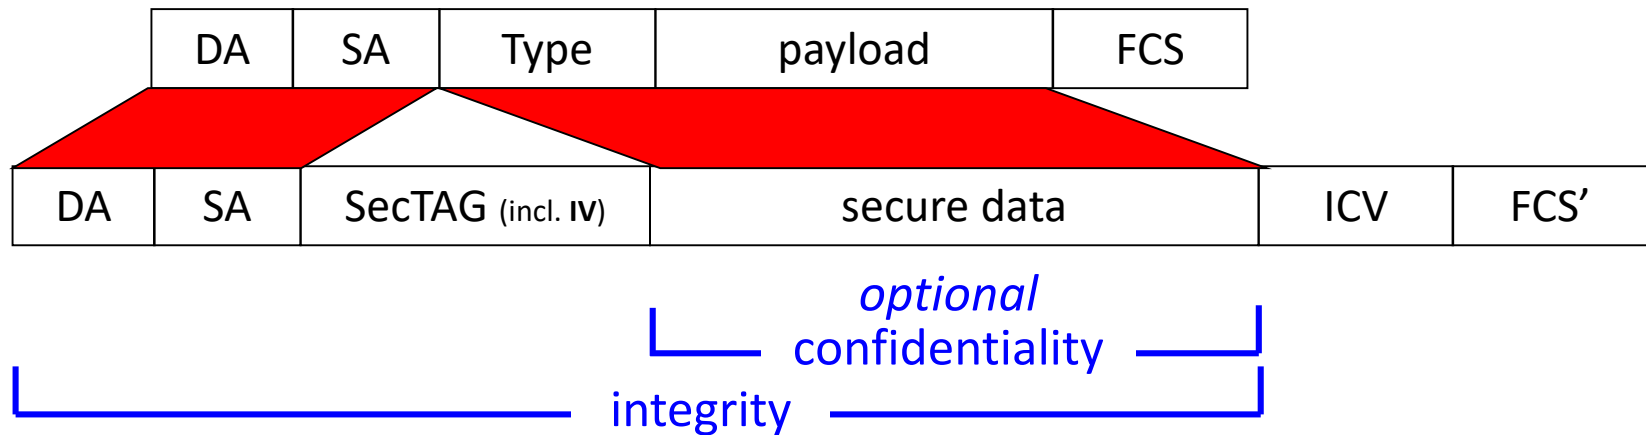 DA SA Type payload FCS
DA SA SecTAG (incl. IV) secure data ICV FCS’
optional
confidentiality
integrity